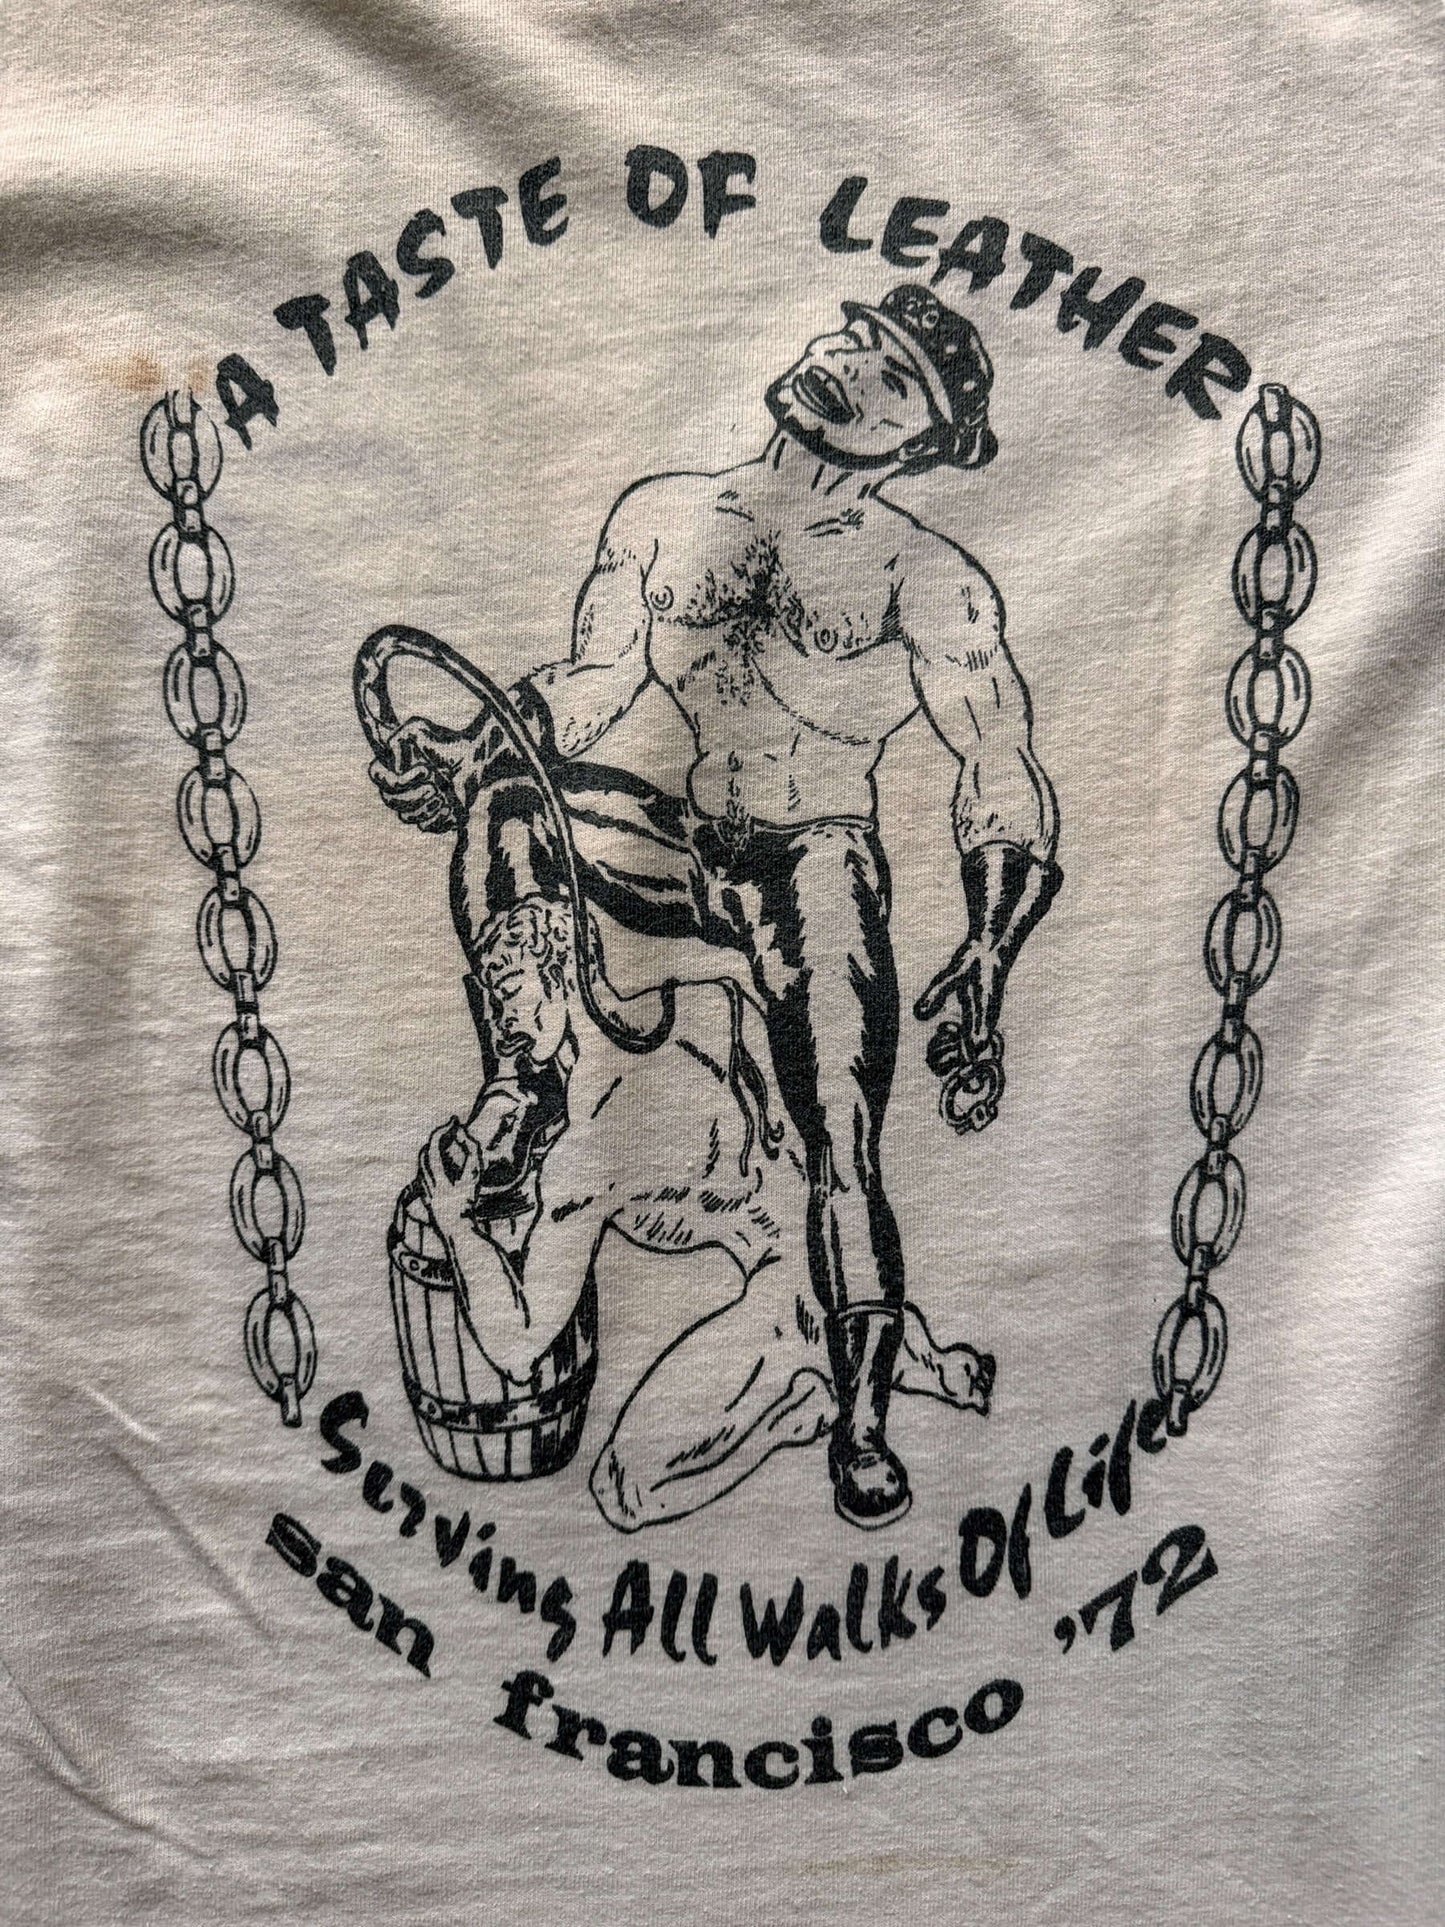 A TASTE OF LEATHER
Serving All Walks Of Life
san francisco '72